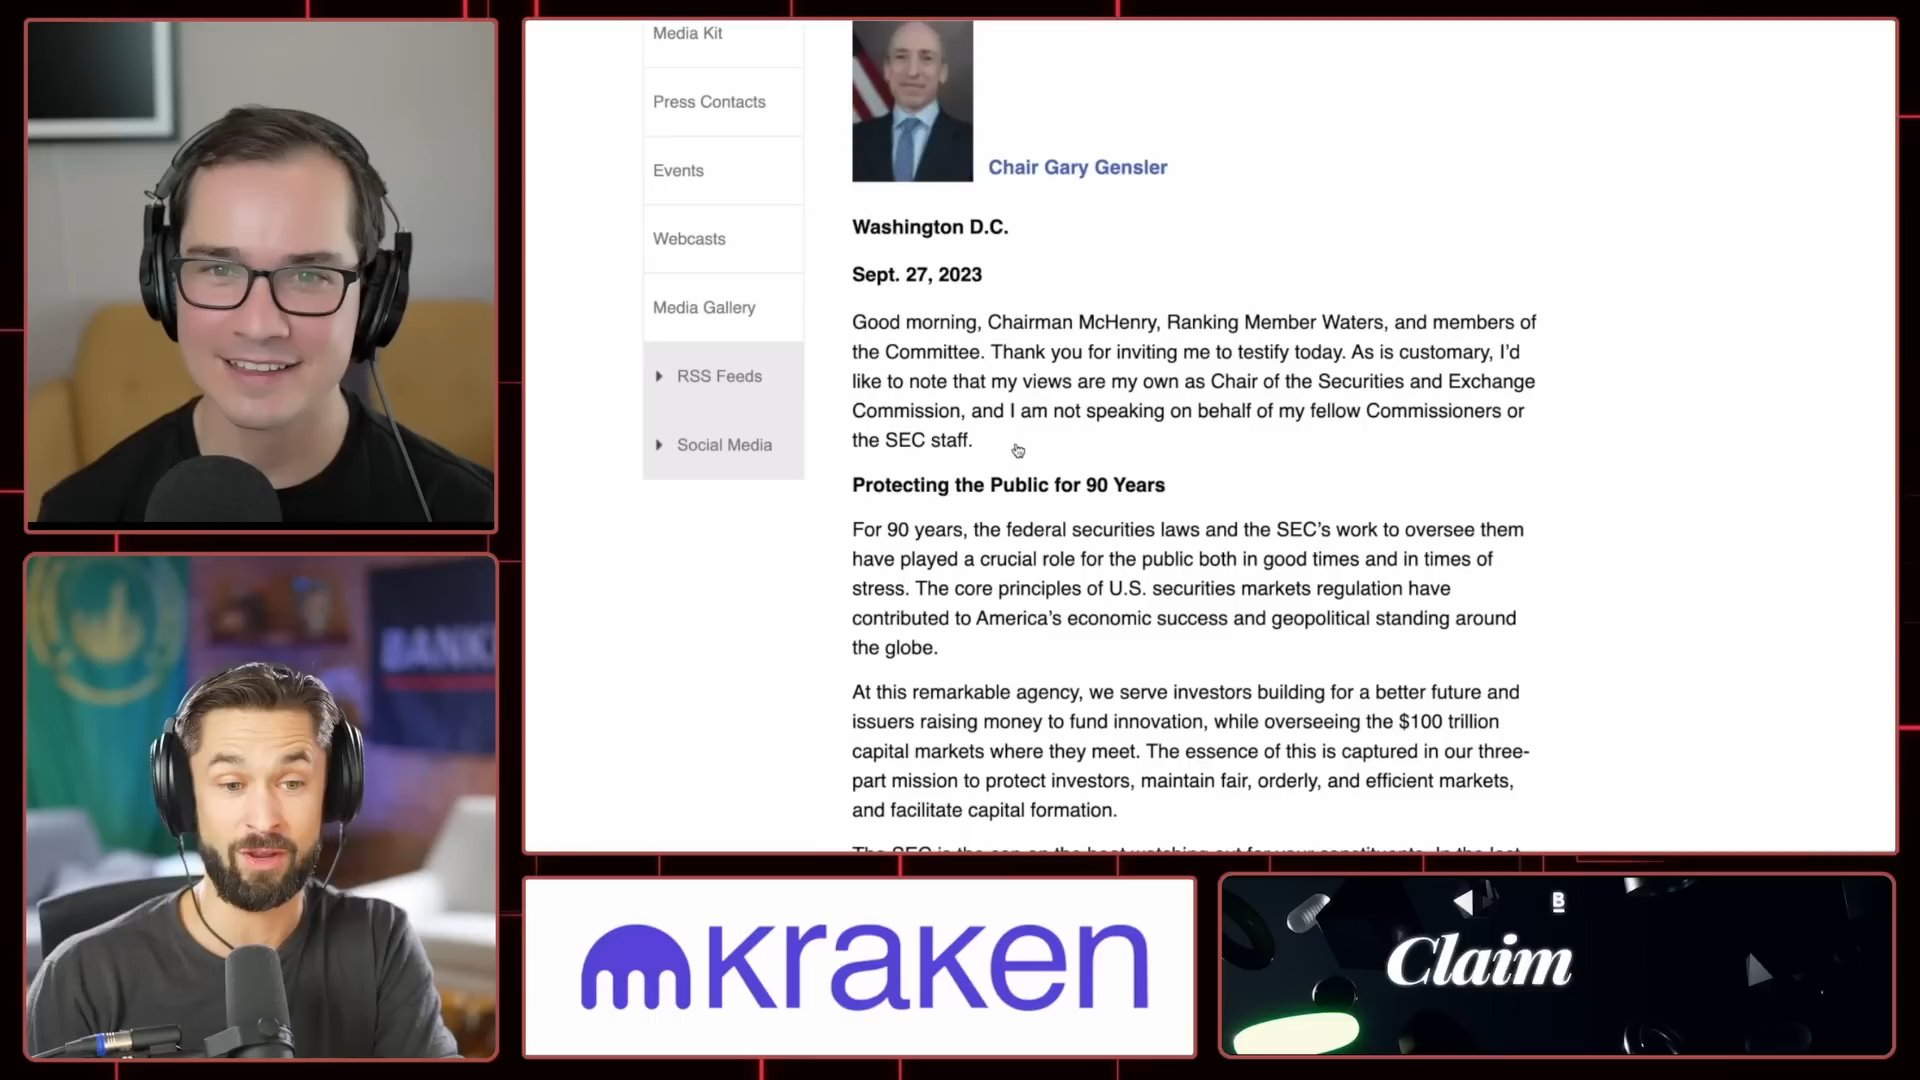 Media Kit
Press Contacts
Events
Webcasts
Media Gallery
RSS Feeds
Social Media
Chair Gary Gensler
Washington D.C.
Sept. 27, 2023
Good morning, Chairman McHenry, Ranking Member Waters, and members of
the Committee. Thank you for inviting me to testify today. As is customary, I’d
like to note that my views are my own as Chair of the Securities and Exchange
Commission, and I am not speaking on behalf of my fellow Commissioners or
the SEC staff.
Protecting the Public for 90 Years
For 90 years, the federal securities laws and the SEC’s work to oversee them
have played a crucial role for the public both in good times and in times of
stress. The core principles of U.S. securities markets regulation have
contributed to America’s economic success and geopolitical standing around
the globe.
At this remarkable agency, we serve investors building for a better future and
issuers raising money to fund innovation, while overseeing the $100 trillion
capital markets where they meet. The essence of this is captured in our three-
part mission to protect investors, maintain fair, orderly, and efficient markets,
and facilitate capital formation.
BANK
kraken
B
Claim